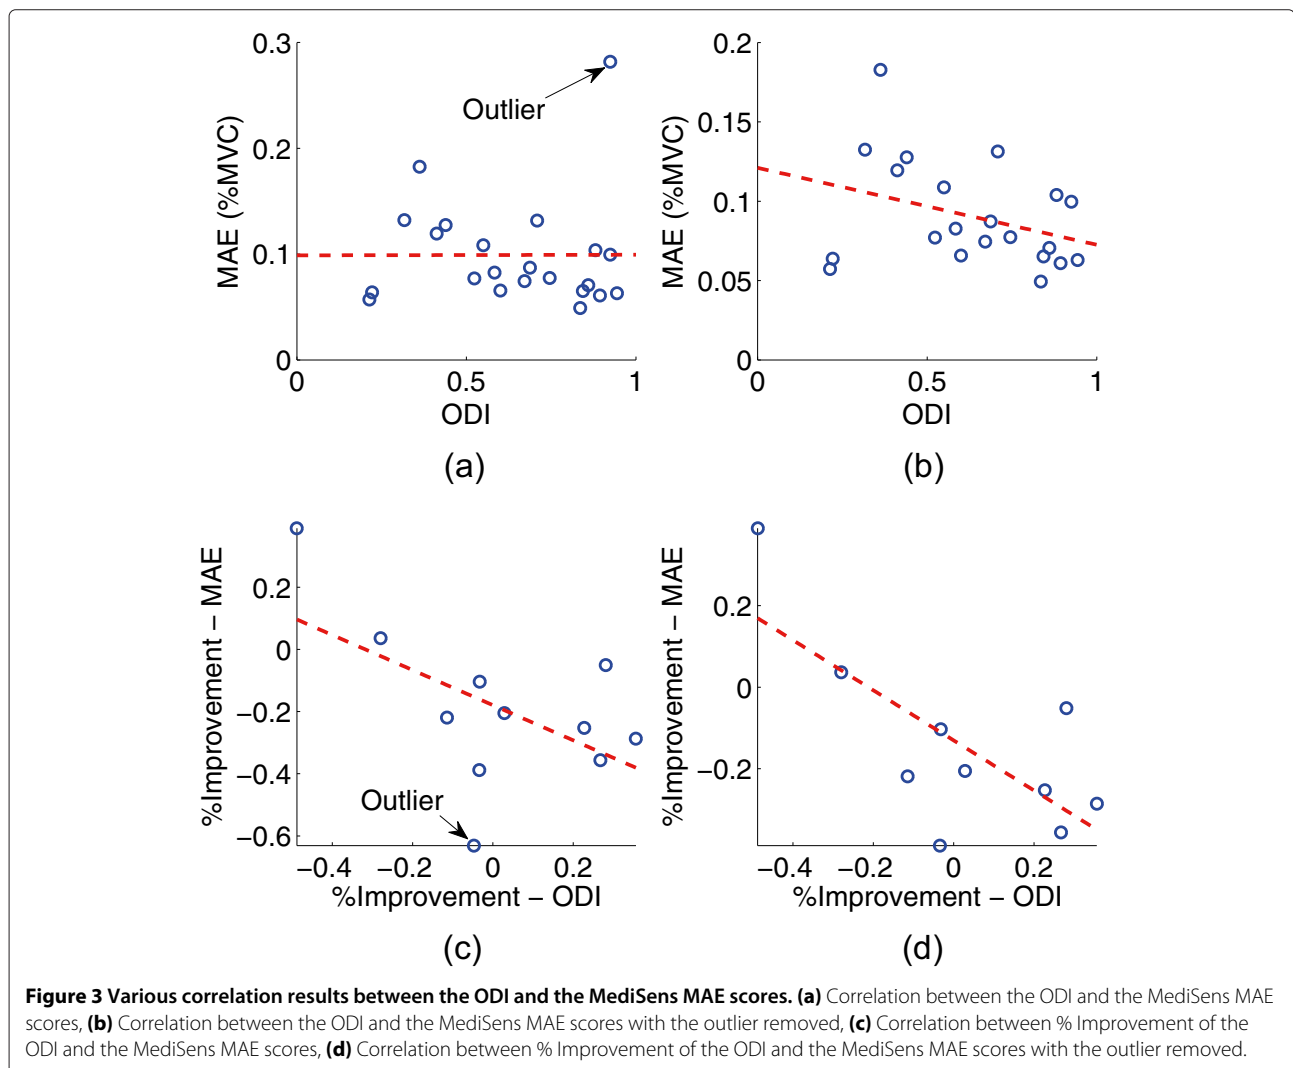 0.3
0.2
0.1
0
MAE (%MVC)
Outlier
0
0.5
1
ODI
(a)
0.2
0.15
0.1
0.05
0
MAE (%MVC)
0
0.5
1
ODI
(b)
0.2
0
−0.2
−0.4
−0.6
%Improvement − MAE
Outlier
−0.4
−0.2
0
0.2
%Improvement − ODI
(c)
0.2
0
−0.2
%Improvement − MAE
−0.4
−0.2
0
0.2
%Improvement − ODI
(d)
Figure 3 Various correlation results between the ODI and the MediSens MAE scores. (a) Correlation between the ODI and the MediSens MAE
scores, (b) Correlation between the ODI and the MediSens MAE scores with the outlier removed, (c) Correlation between % Improvement of the
ODI and the MediSens MAE scores, (d) Correlation between % Improvement of the ODI and the MediSens MAE scores with the outlier removed.